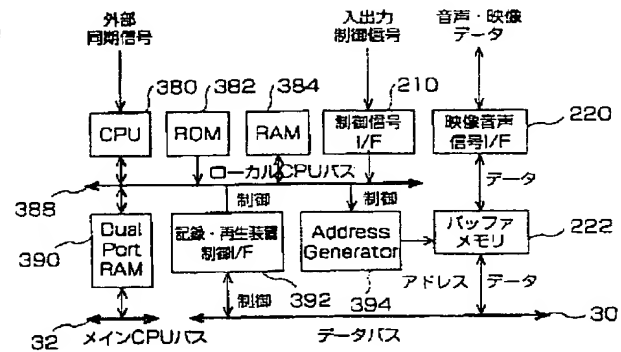 外部
同期信号
入出力
制御信号
音声・映像
データ
380
382
384
210
220
CPU
ROM
RAM
制御信号
I/F
映像音声
信号I/F
ローカルCPUバス
388
制御
制御
データ
390
Dual
Port
RAM
記録・再生装置
制御I/F
Address
Generator
バッファ
メモリ
222
392
394
制御
アドレス
データ
32
メインCPUバス
データバス
30